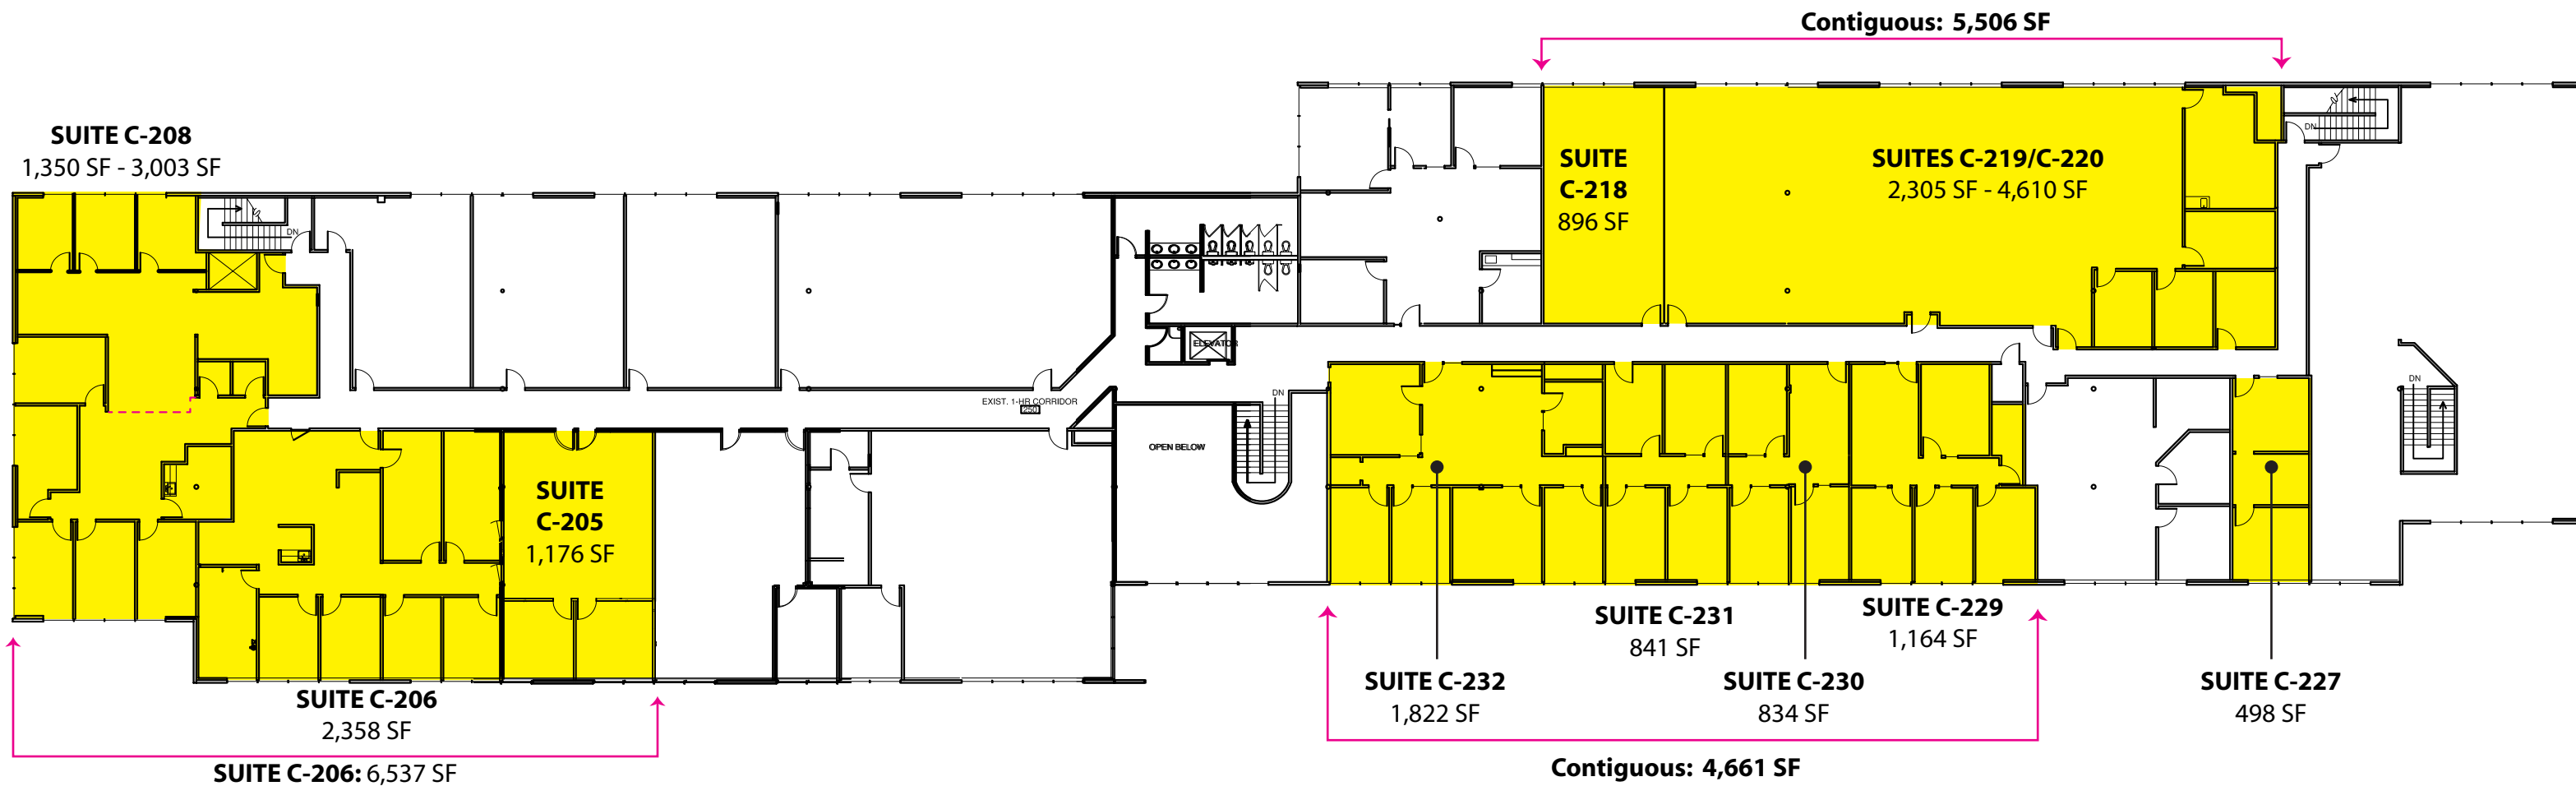 Contiguous: 5,506 SF
SUITE C-208
1,350 SF - 3,003 SF
SUITE
C-218
896 SF
SUITES C-219/C-220
2,305 SF - 4,610 SF
DN
DN
ELEVATOR
EXIST. 1-HR CORRIDOR
250
DN
DN
OPEN BELOW
SUITE
C-205
1,176 SF
SUITE C-231
841 SF
SUITE C-229
1,164 SF
SUITE C-232
1,822 SF
SUITE C-230
834 SF
SUITE C-227
498 SF
SUITE C-206
2,358 SF
SUITE C-206: 6,537 SF
Contiguous: 4,661 SF